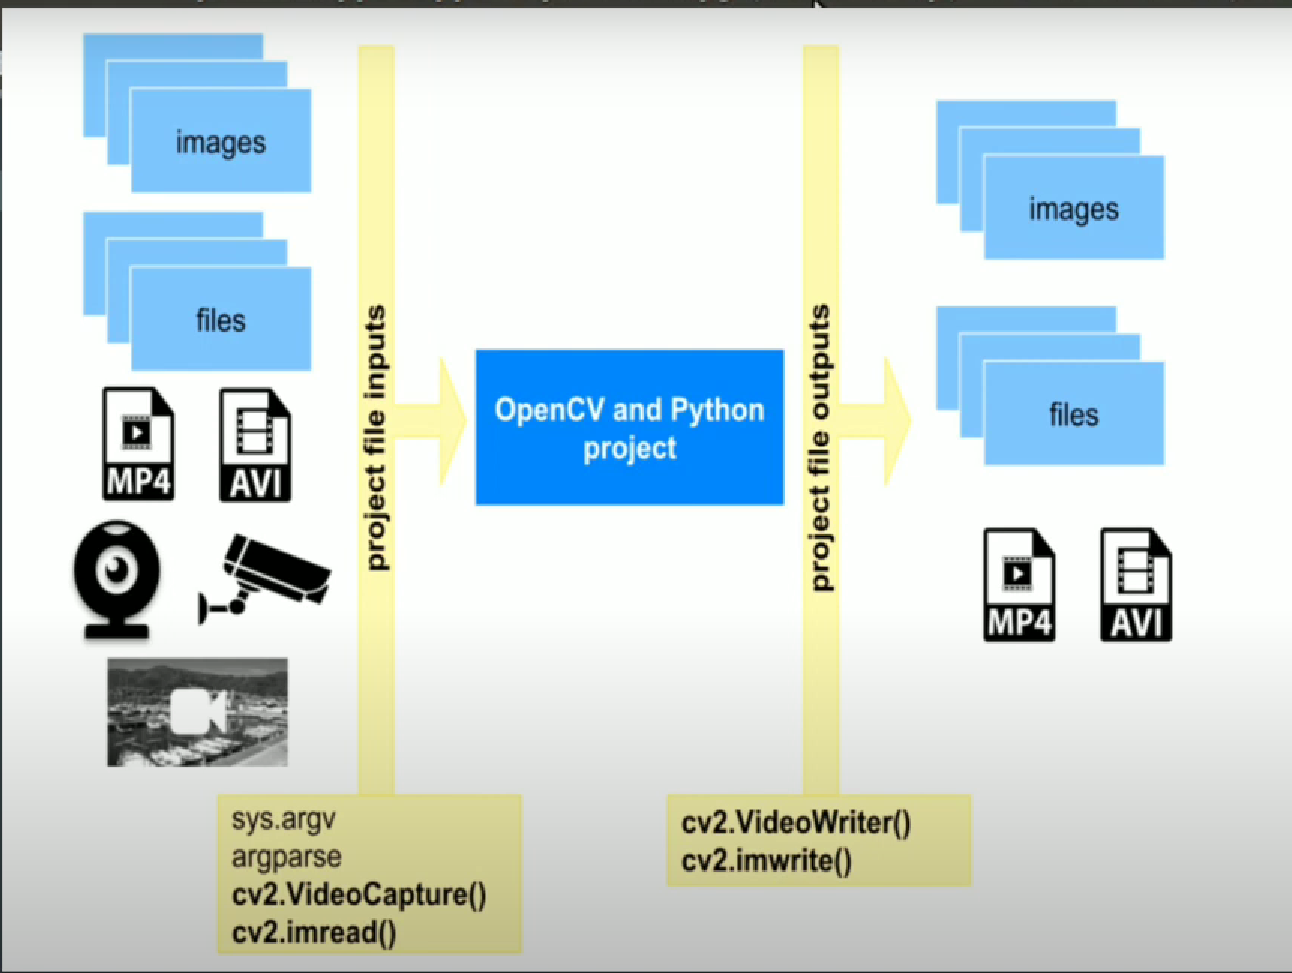 images
files
MP4
AVI
project file inputs
sys.argv
argparse
cv2.VideoCapture()
cv2.imread()
OpenCV and Python
project
project file outputs
cv2.VideoWriter()
cv2.imwrite()
images
files
MP4
AVI